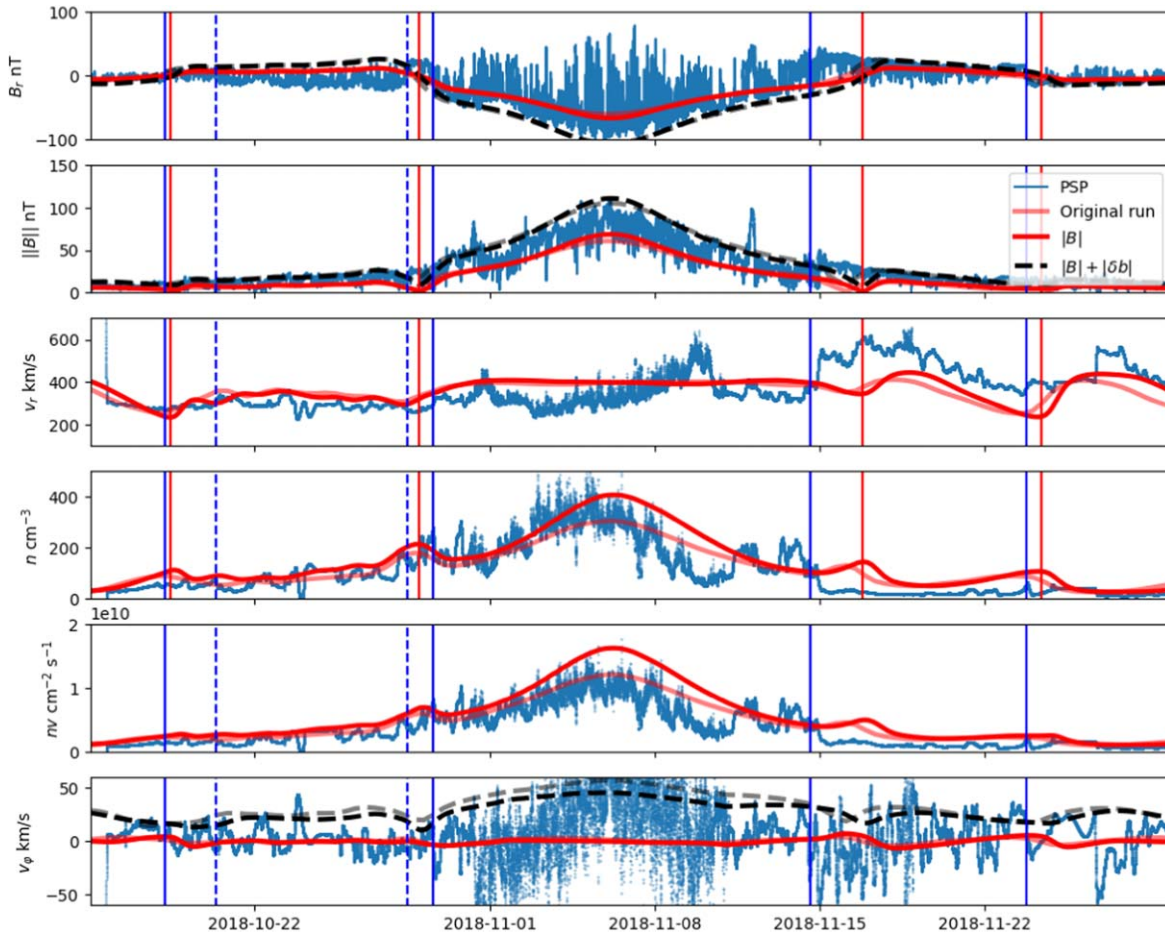 100
0
−100
B_r nT
150
100
50
0
||B|| nT
PSP
Original run
|B|
|B| + |δb|
600
400
200
v_r km/s
400
200
0
n cm⁻³
1e10
2
1
0
nv cm⁻² s⁻¹
50
0
−50
v_φ km/s
2018-10-22
2018-11-01
2018-11-08
2018-11-15
2018-11-22